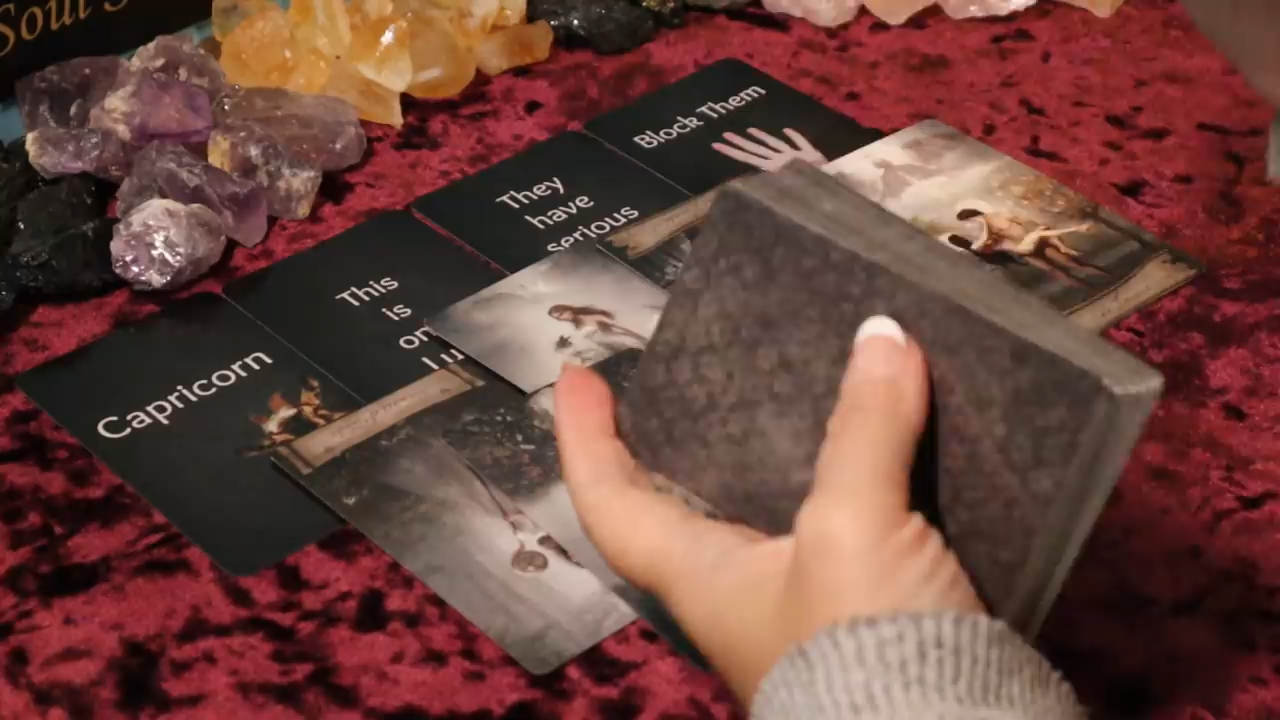 Soul
Block Them
They
have
serious
This
is
Capricorn